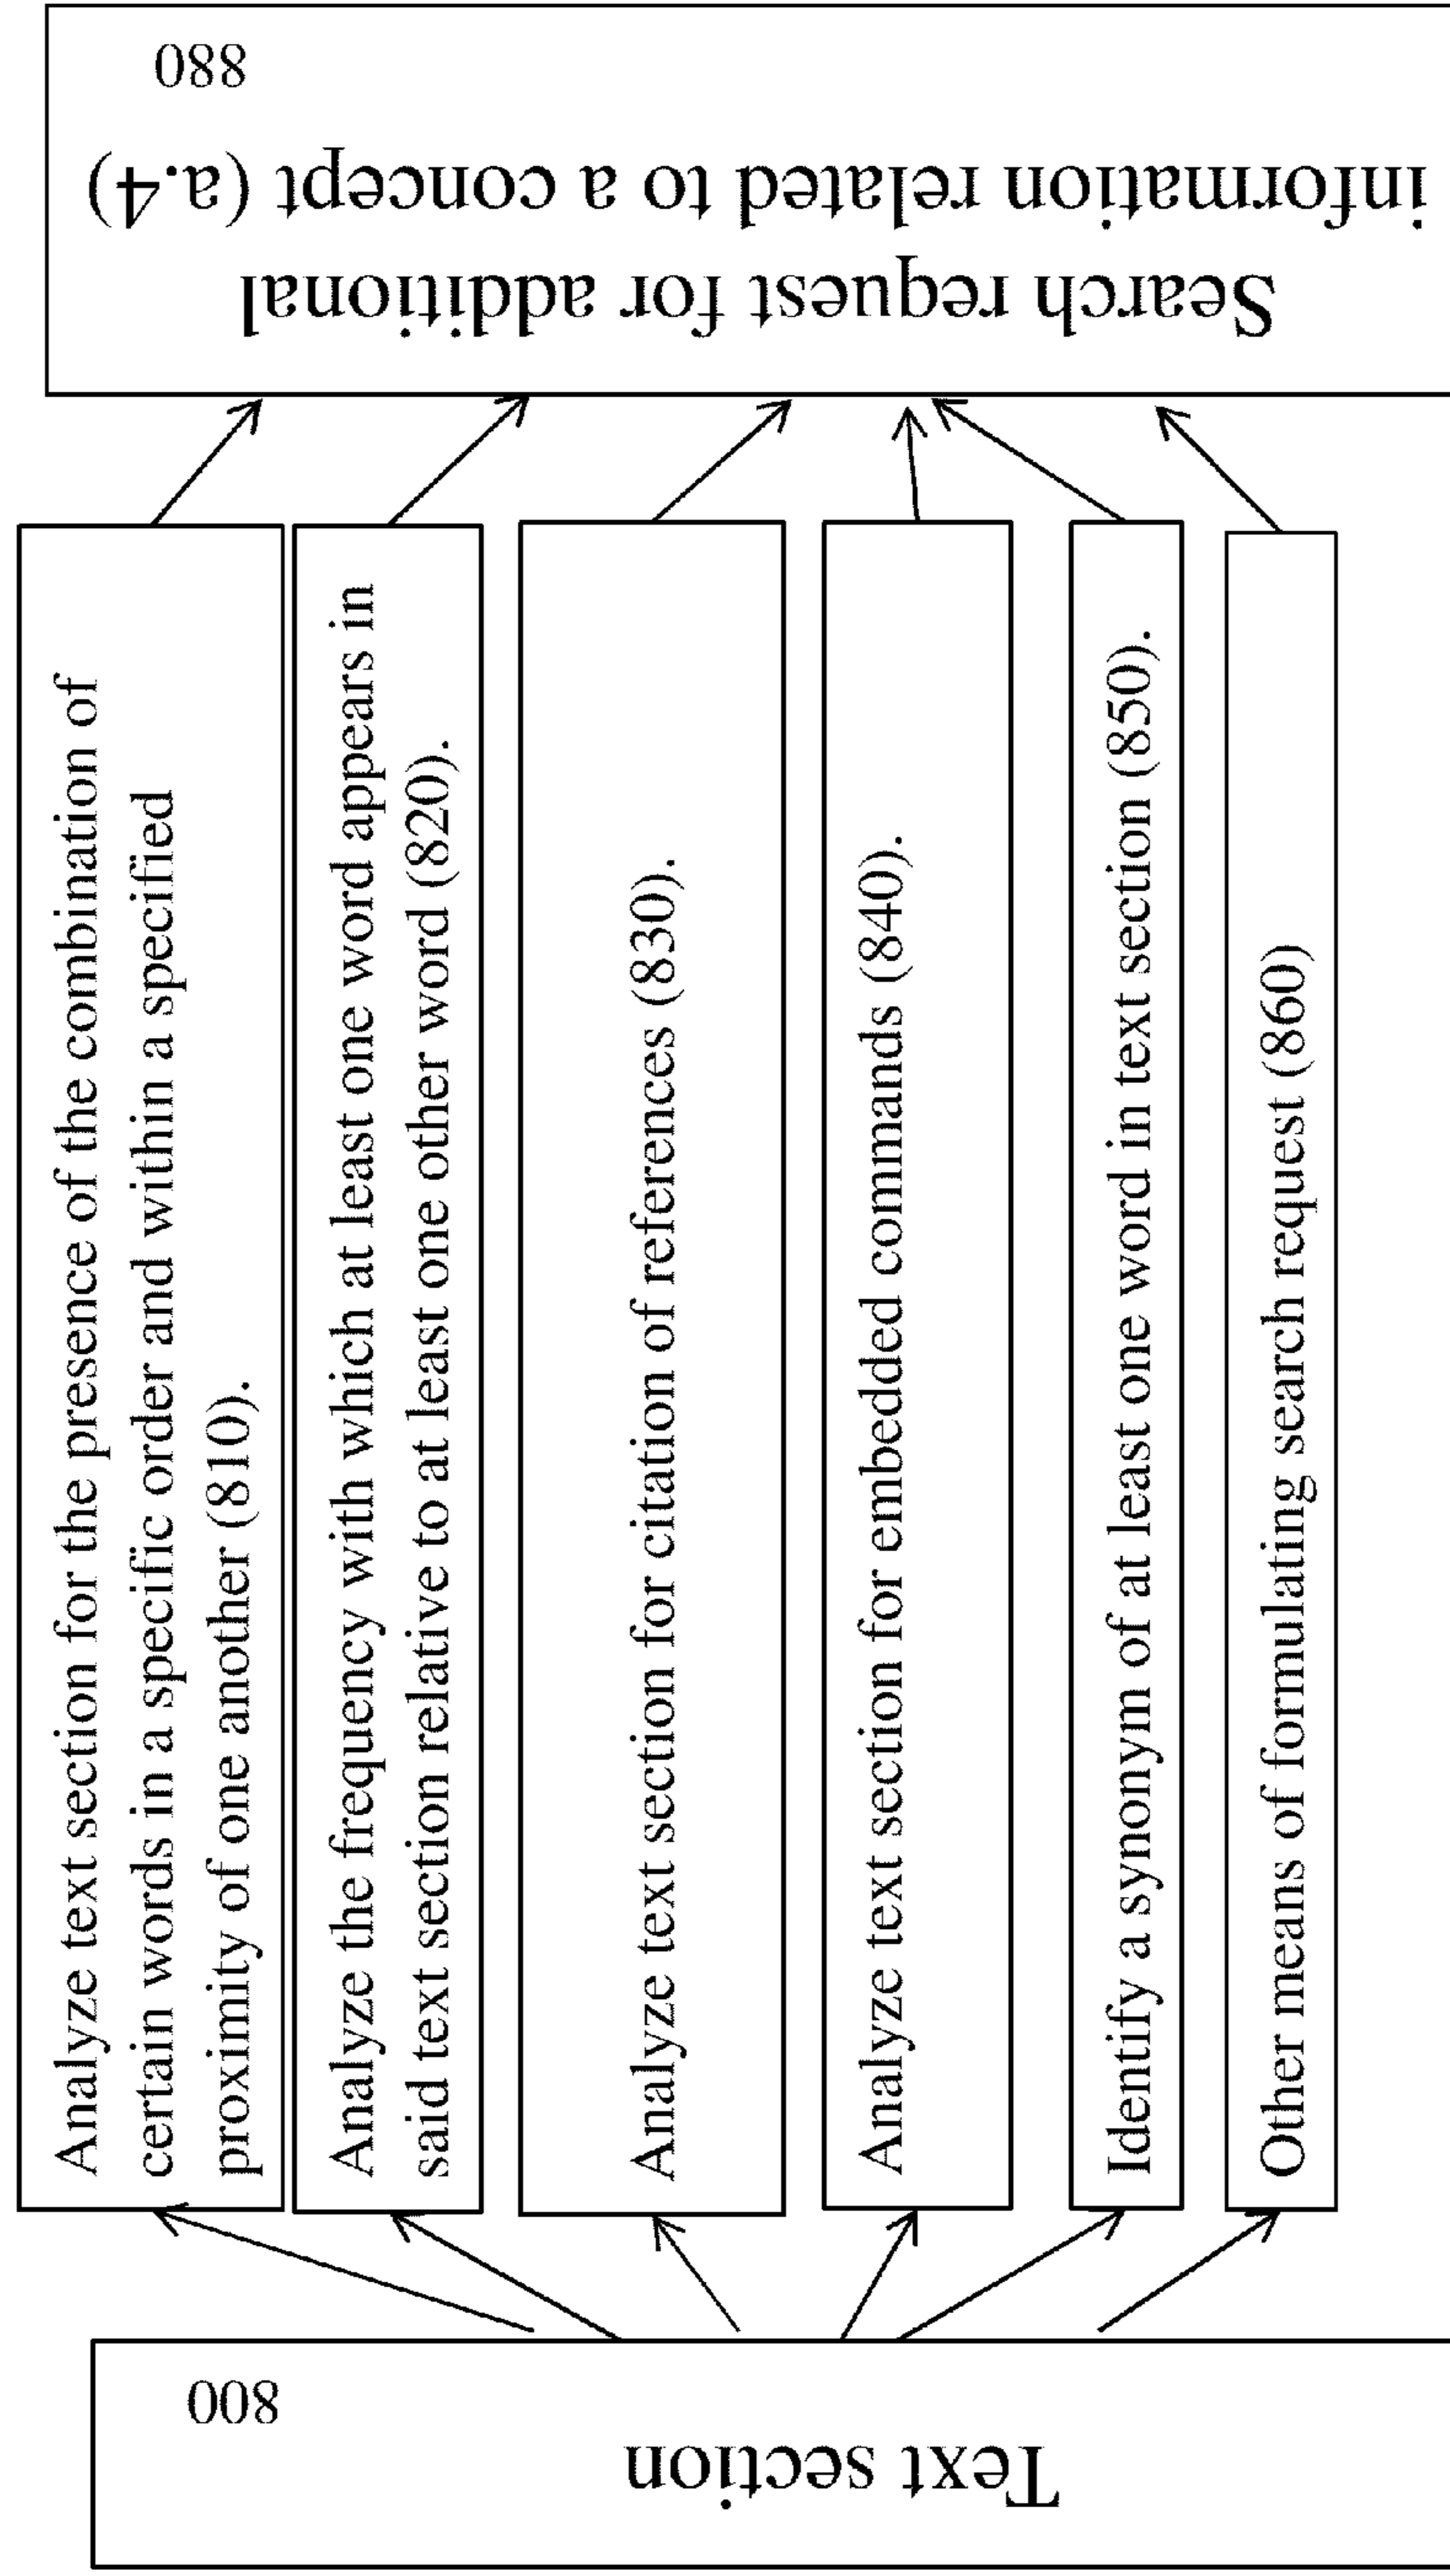 Text section
800
Analyze text section for the presence of the combination of
certain words in a specific order and within a specified
proximity of one another (810).
Analyze the frequency with which at least one word appears in
said text section relative to at least one other word (820).
Analyze text section for citation of references (830).
Analyze text section for embedded commands (840).
Identify a synonym of at least one word in text section (850).
Other means of formulating search request (860)
Search request for additional
information related to a concept (a.4)
880